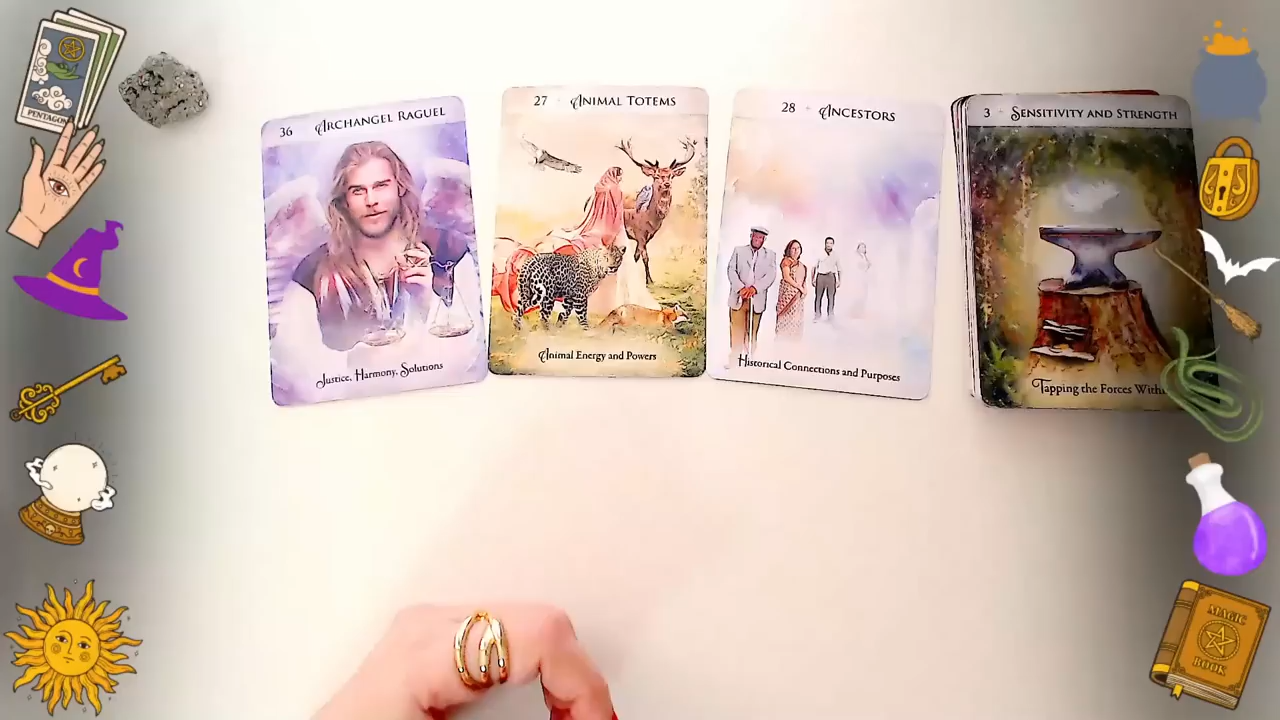 PENTAGON
36 ARCHANGEL RAGUEL
Justice, Harmony, Solutions
27 ANIMAL TOTEMS
Animal Energy and Powers
28 ANCESTORS
Historical Connections and Purposes
3 SENSITIVITY AND STRENGTH
Tapping the Forces With
MAGIC
BOOK